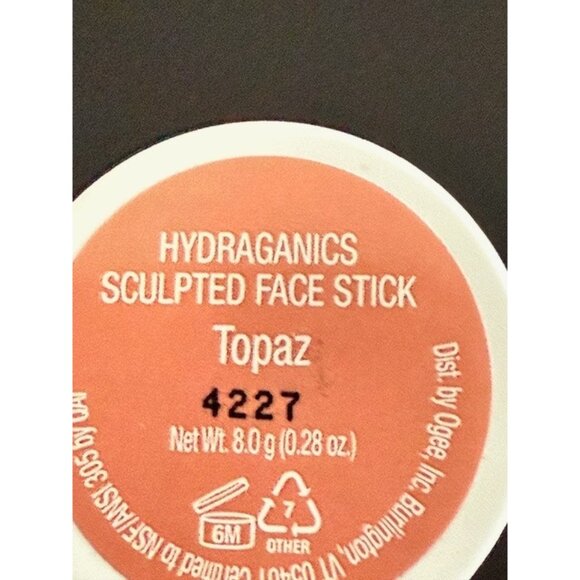 HYDRAGANICS
SCULPTED FACE STICK
Topaz
4227
Net Wt. 8.0 g (0.28 oz.)
6M
7
OTHER
Dist. by Ogee, Inc. Burlington, VT 05401 Certified to NSF/ANSI 305 by QAI